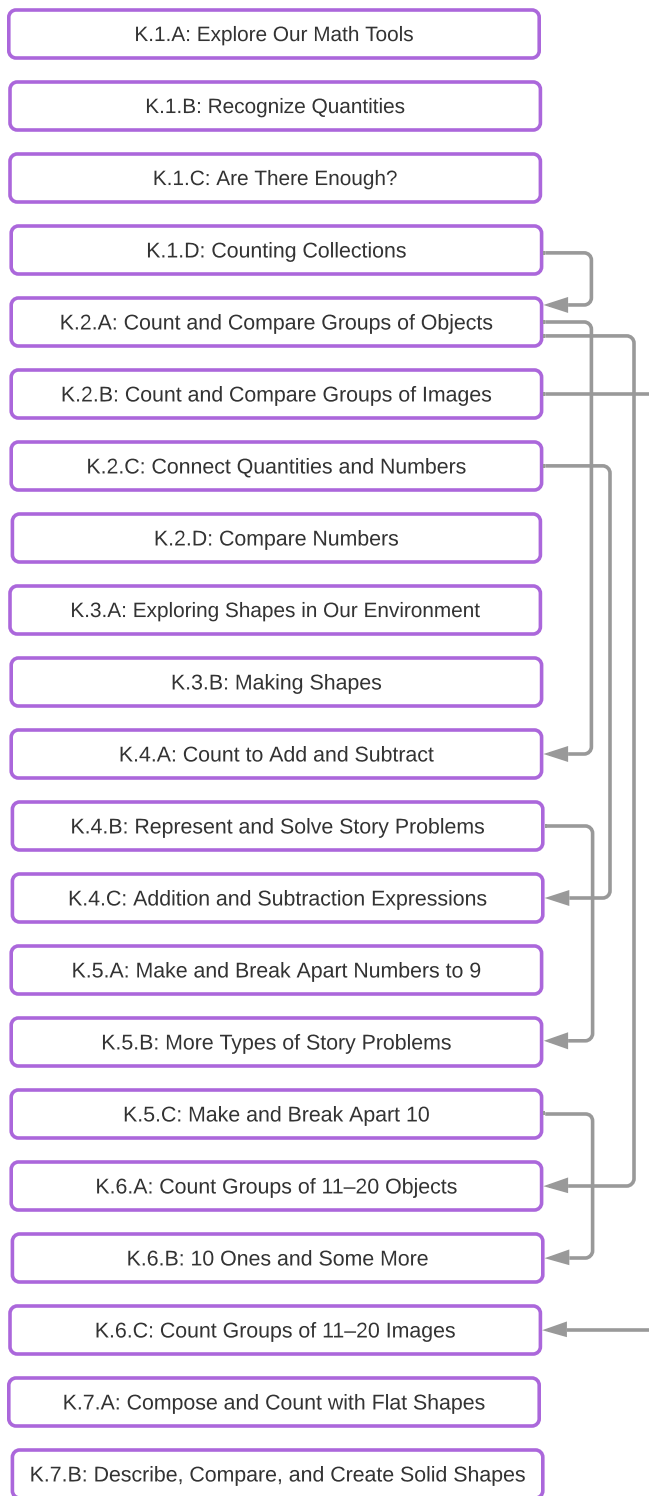 K.1.A: Explore Our Math Tools
K.1.B: Recognize Quantities
K.1.C: Are There Enough?
K.1.D: Counting Collections
K.2.A: Count and Compare Groups of Objects
K.2.B: Count and Compare Groups of Images
K.2.C: Connect Quantities and Numbers
K.2.D: Compare Numbers
K.3.A: Exploring Shapes in Our Environment
K.3.B: Making Shapes
K.4.A: Count to Add and Subtract
K.4.B: Represent and Solve Story Problems
K.4.C: Addition and Subtraction Expressions
K.5.A: Make and Break Apart Numbers to 9
K.5.B: More Types of Story Problems
K.5.C: Make and Break Apart 10
K.6.A: Count Groups of 11–20 Objects
K.6.B: 10 Ones and Some More
K.6.C: Count Groups of 11–20 Images
K.7.A: Compose and Count with Flat Shapes
K.7.B: Describe, Compare, and Create Solid Shapes